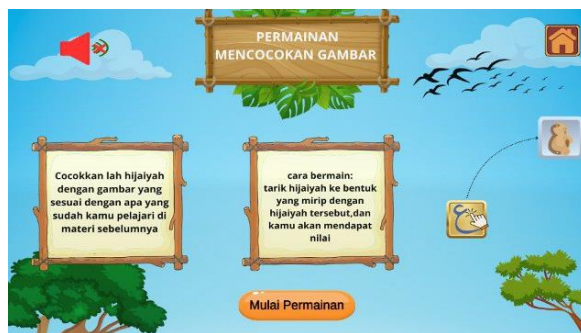 PERMAINAN
MENCOCOKAN GAMBAR
Cocokkan lah hijaiyah
dengan gambar yang
sesuai dengan apa yang
sudah kamu pelajari di
materi sebelumnya
cara bermain:
tarik hijaiyah ke bentuk
yang mirip dengan
hijaiyah tersebut,dan
kamu akan mendapat
nilai
Mulai Permainan